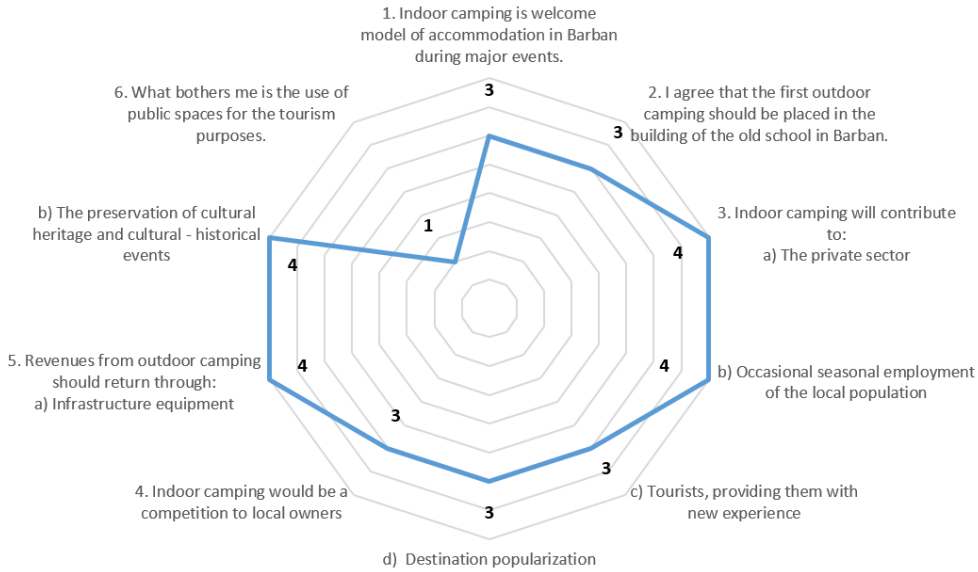 1. Indoor camping is welcome
model of accommodation in Barban
during major events.
3
2. I agree that the first outdoor
camping should be placed in the
building of the old school in Barban.
3
3. Indoor camping will contribute
to:
a) The private sector
4
b) Occasional seasonal employment
of the local population
4
c) Tourists, providing them with
new experience
3
d) Destination popularization
3
4. Indoor camping would be a
competition to local owners
3
5. Revenues from outdoor camping
should return through:
a) Infrastructure equipment
4
b) The preservation of cultural
heritage and cultural - historical
events
4
6. What bothers me is the use of
public spaces for the tourism
purposes.
1